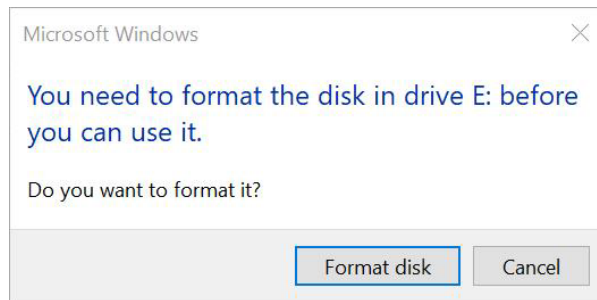 Microsoft Windows
You need to format the disk in drive E: before
you can use it.
Do you want to format it?
Format disk
Cancel